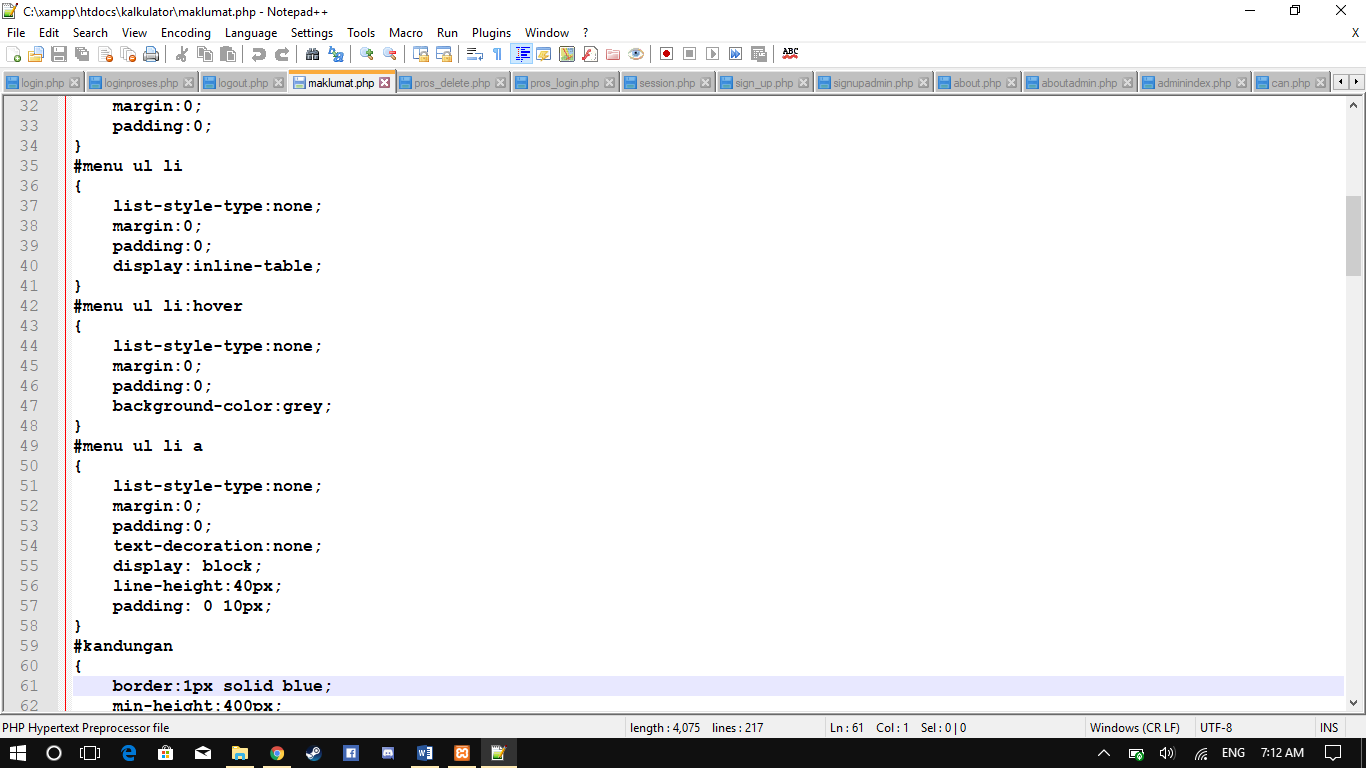 C:\xampp\htdocs\kalkulator\maklumat.php - Notepad++
File Edit Search View Encoding Language Settings Tools Macro Run Plugins Window ? X
ABC
login.php loginproses.php logout.php maklumat.php pros_delete.php pros_login.php session.php sign_up.php signupadmin.php about.php aboutadmin.php adminindex.php can.php
32 margin:0;
33 padding:0;
34 }
35 #menu ul li
36 {
37 list-style-type:none;
38 margin:0;
39 padding:0;
40 display:inline-table;
41 }
42 #menu ul li:hover
43 {
44 list-style-type:none;
45 margin:0;
46 padding:0;
47 background-color:grey;
48 }
49 #menu ul li a
50 {
51 list-style-type:none;
52 margin:0;
53 padding:0;
54 text-decoration:none;
55 display: block;
56 line-height:40px;
57 padding: 0 10px;
58 }
59 #kandungan
60 {
61 border:1px solid blue;
62 min-height:400px;
PHP Hypertext Preprocessor file length : 4,075 lines : 217 Ln : 61 Col : 1 Sel : 0 | 0 Windows (CR LF) UTF-8 INS
ENG 7:12 AM